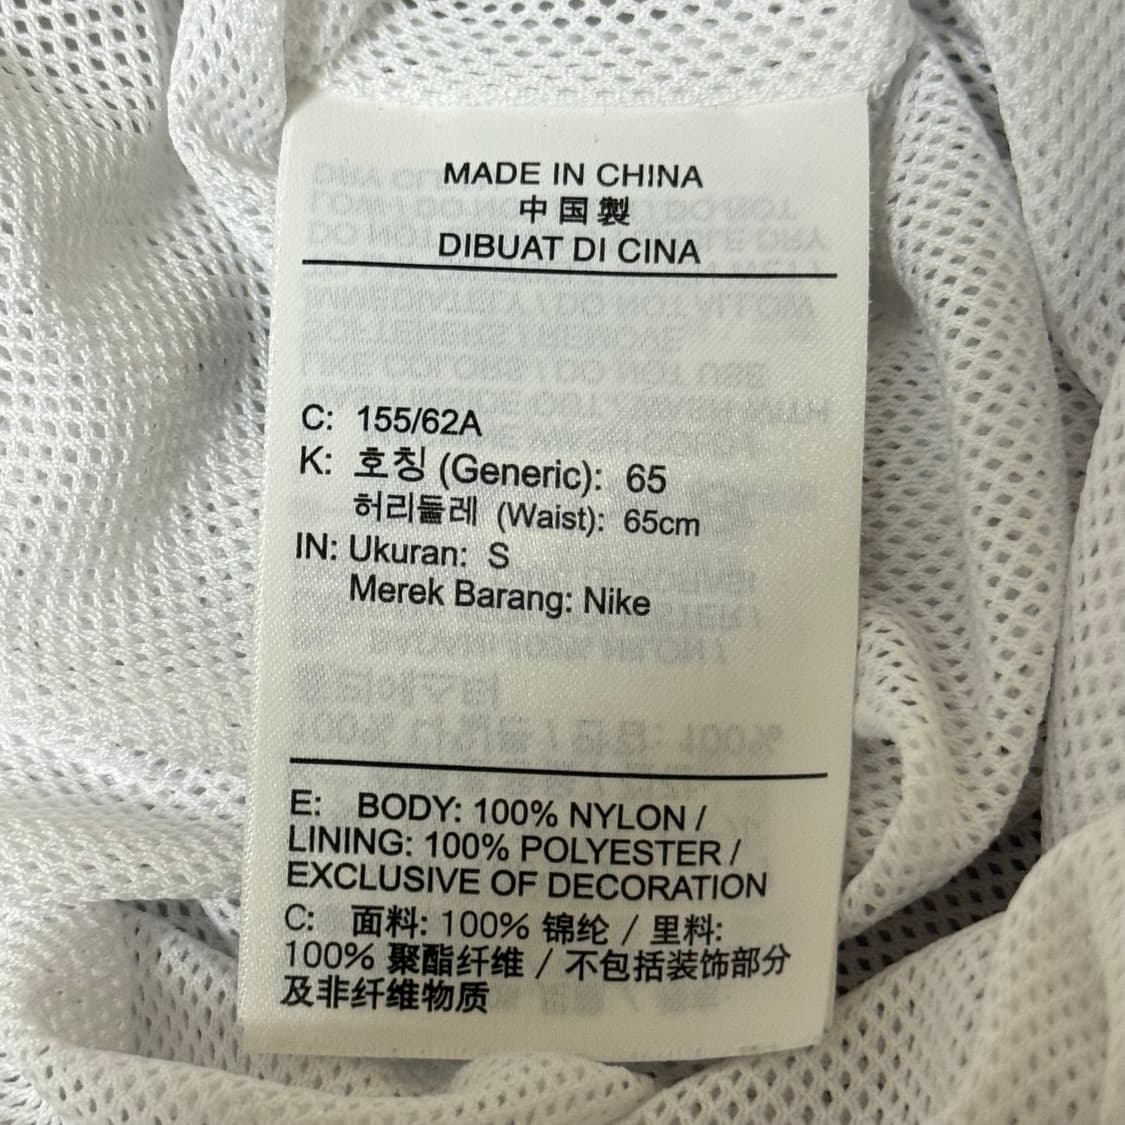 MADE IN CHINA
中国製
DIBUAT DI CINA
C: 155/62A
K: 호칭 (Generic): 65
허리둘레 (Waist): 65cm
IN: Ukuran: S
Merek Barang: Nike
E: BODY: 100% NYLON /
LINING: 100% POLYESTER /
EXCLUSIVE OF DECORATION
C: 面料: 100% 锦纶 / 里料:
100% 聚酯纤维 / 不包括装饰部分
及非纤维物质